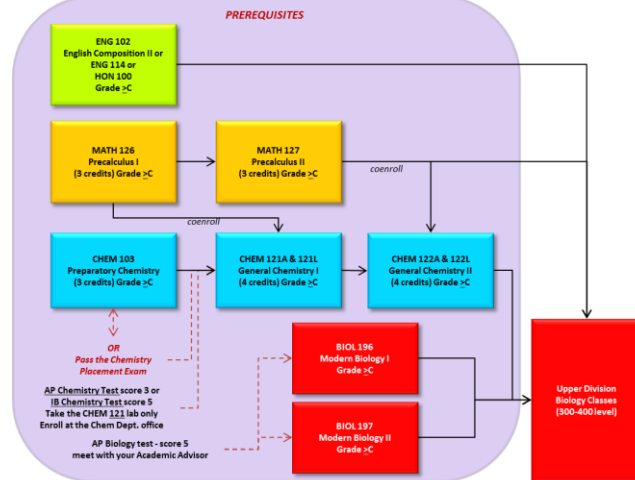 PREREQUISITES
ENG 102
English Composition II or
ENG 114 or
HON 100
Grade ≥C
MATH 126
Precalculus I
(3 credits) Grade ≥C
MATH 127
Precalculus II
(3 credits) Grade ≥C
coenroll
coenroll
CHEM 103
Preparatory Chemistry
(3 credits) Grade ≥C
CHEM 121A & 121L
General Chemistry I
(4 credits) Grade ≥C
CHEM 122A & 122L
General Chemistry II
(4 credits) Grade ≥C
OR
Pass the Chemistry
Placement Exam
AP Chemistry Test score 3 or
IB Chemistry Test score 5
Take the CHEM 121 lab only
Enroll at the Chem Dept. office
AP Biology test - score 5
meet with your Academic Advisor
BIOL 196
Modern Biology I
Grade ≥C
BIOL 197
Modern Biology II
Grade ≥C
Upper Division
Biology Classes
(300-400 level)